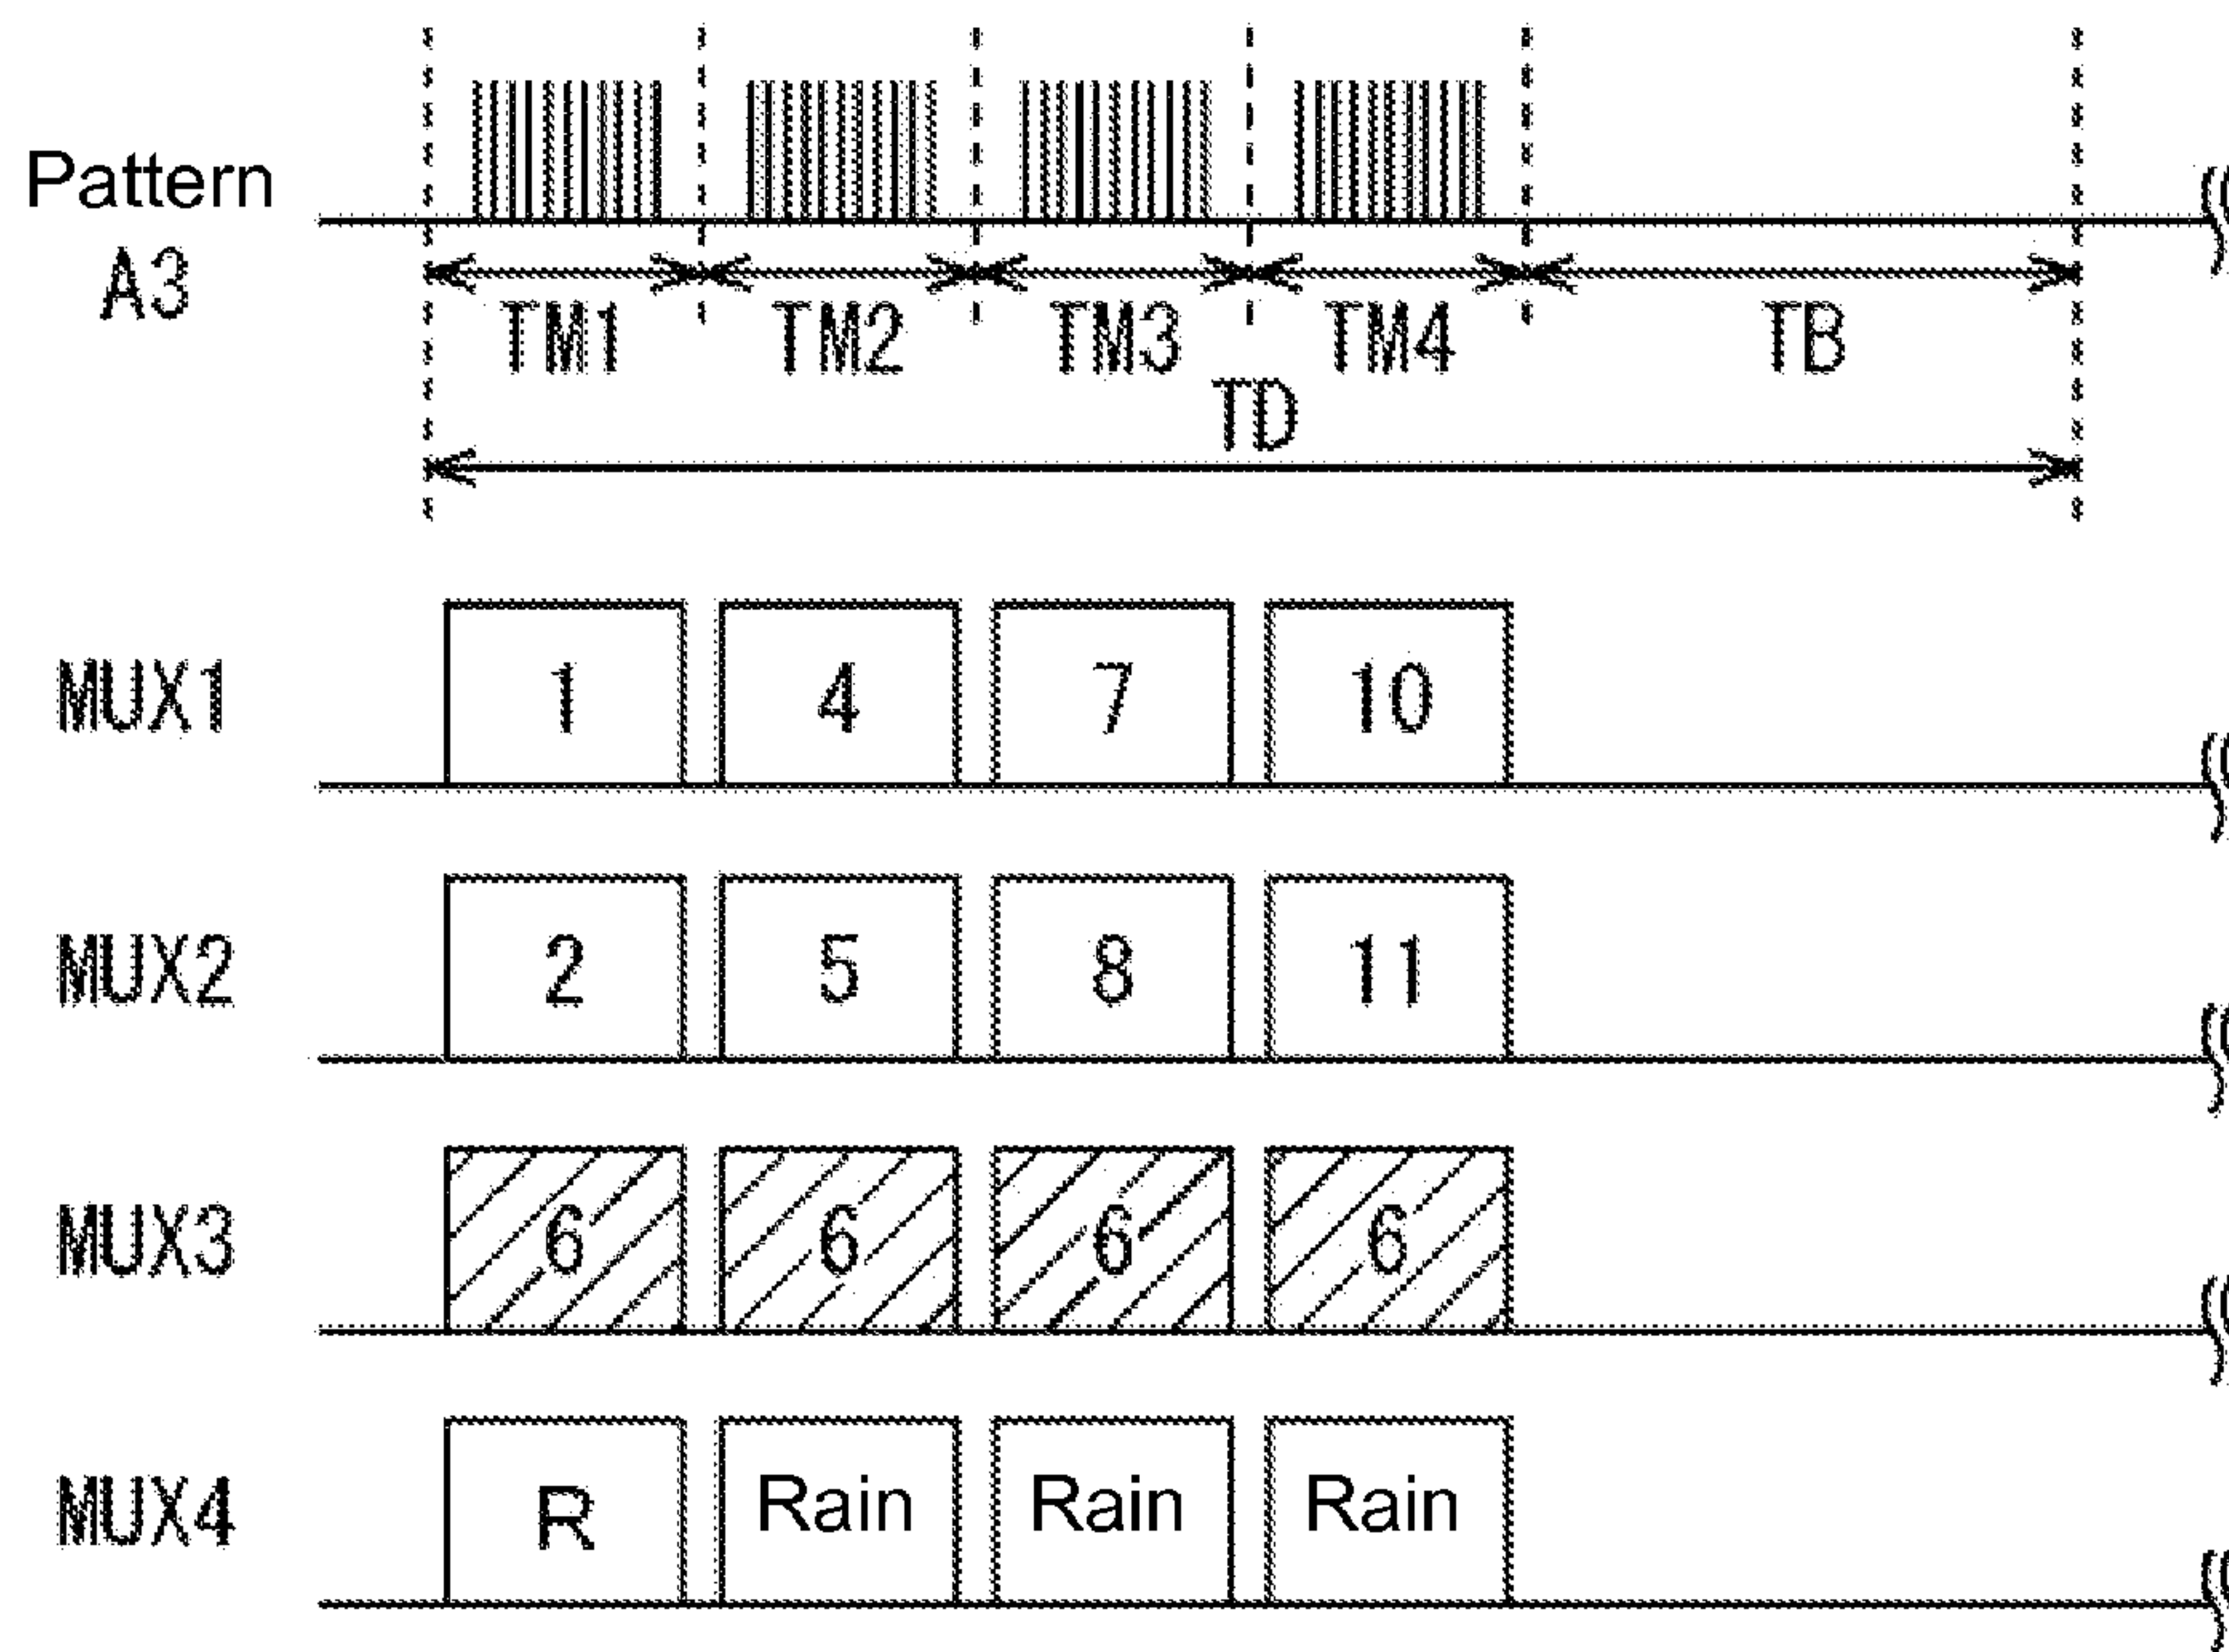 Pattern
A3
TM1 TM2 TM3 TM4 TB
TD
MUX1 1 4 7 10
MUX2 2 5 8 11
MUX3 6 6 6 6
MUX4 R Rain Rain Rain